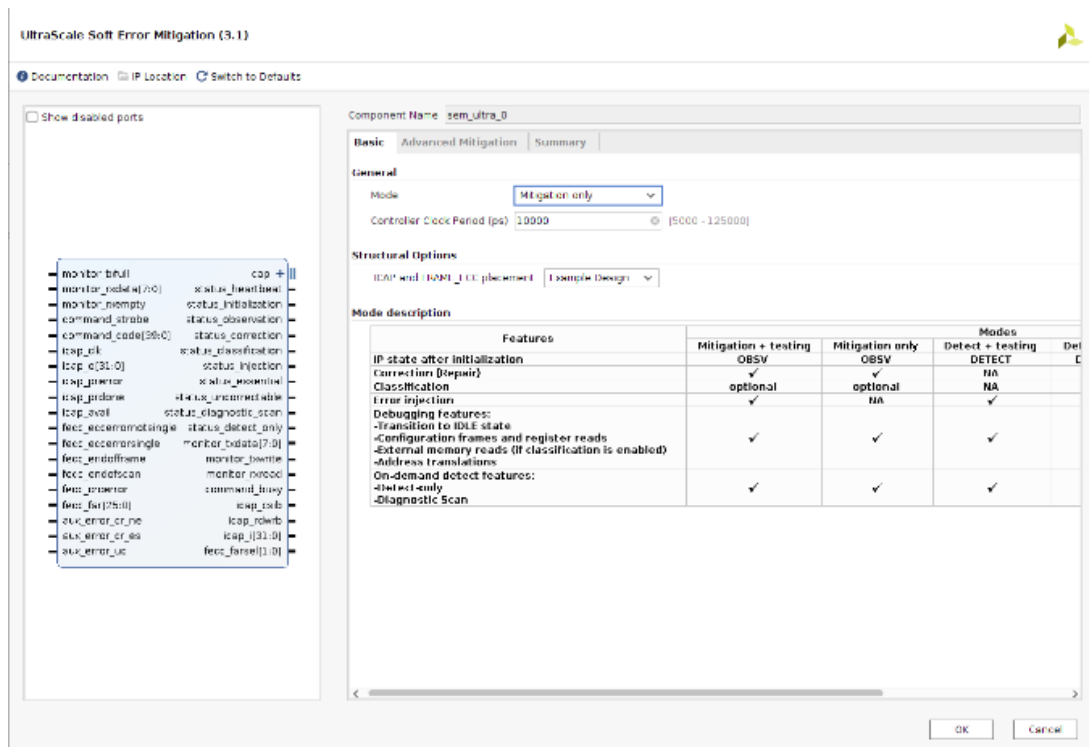 UltraScale Soft Error Mitigation (3.1)
Documentation IP Location Switch to Defaults
Show disabled ports
monitor_txfull
monitor_rxdata[7:0]
monitor_rxempty
command_strobe
command_code[39:0]
icap_clk
icap_o[31:0]
icap_prerror
icap_prdone
icap_avail
fecc_eccerrornotsingle
fecc_eccerrorsingle
fecc_endofframe
fecc_endofscan
fecc_crcerror
fecc_far[25:0]
aux_error_cr_ne
aux_error_cr_es
aux_error_uc
cap
status_heartbeat
status_initialization
status_observation
status_correction
status_classification
status_injection
status_essential
status_uncorrectable
status_diagnostic_scan
status_detect_only
monitor_txdata[7:0]
monitor_txwrite
monitor_rxread
command_busy
icap_csib
icap_rdwrb
icap_i[31:0]
fecc_farsel[1:0]
Component Name sem_ultra_0
Basic Advanced Mitigation Summary
General
Mode Mitigation only
Controller Clock Period (ps) 10000 [5000 - 125000]
Structural Options
ICAP and FRAME_ECC placement Example Design
Mode description
Features Modes
Mitigation + testing Mitigation only Detect + testing Det
IP state after initialization OBSV OBSV DETECT D
Correction (Repair) ✓ ✓ NA
Classification optional optional NA
Error injection ✓ NA ✓
Debugging features:
-Transition to IDLE state
-Configuration frames and register reads ✓ ✓ ✓
-External memory reads (if classification is enabled)
-Address translations
On-demand detect features:
-Detect-only ✓ ✓ ✓
-Diagnostic Scan
OK Cancel